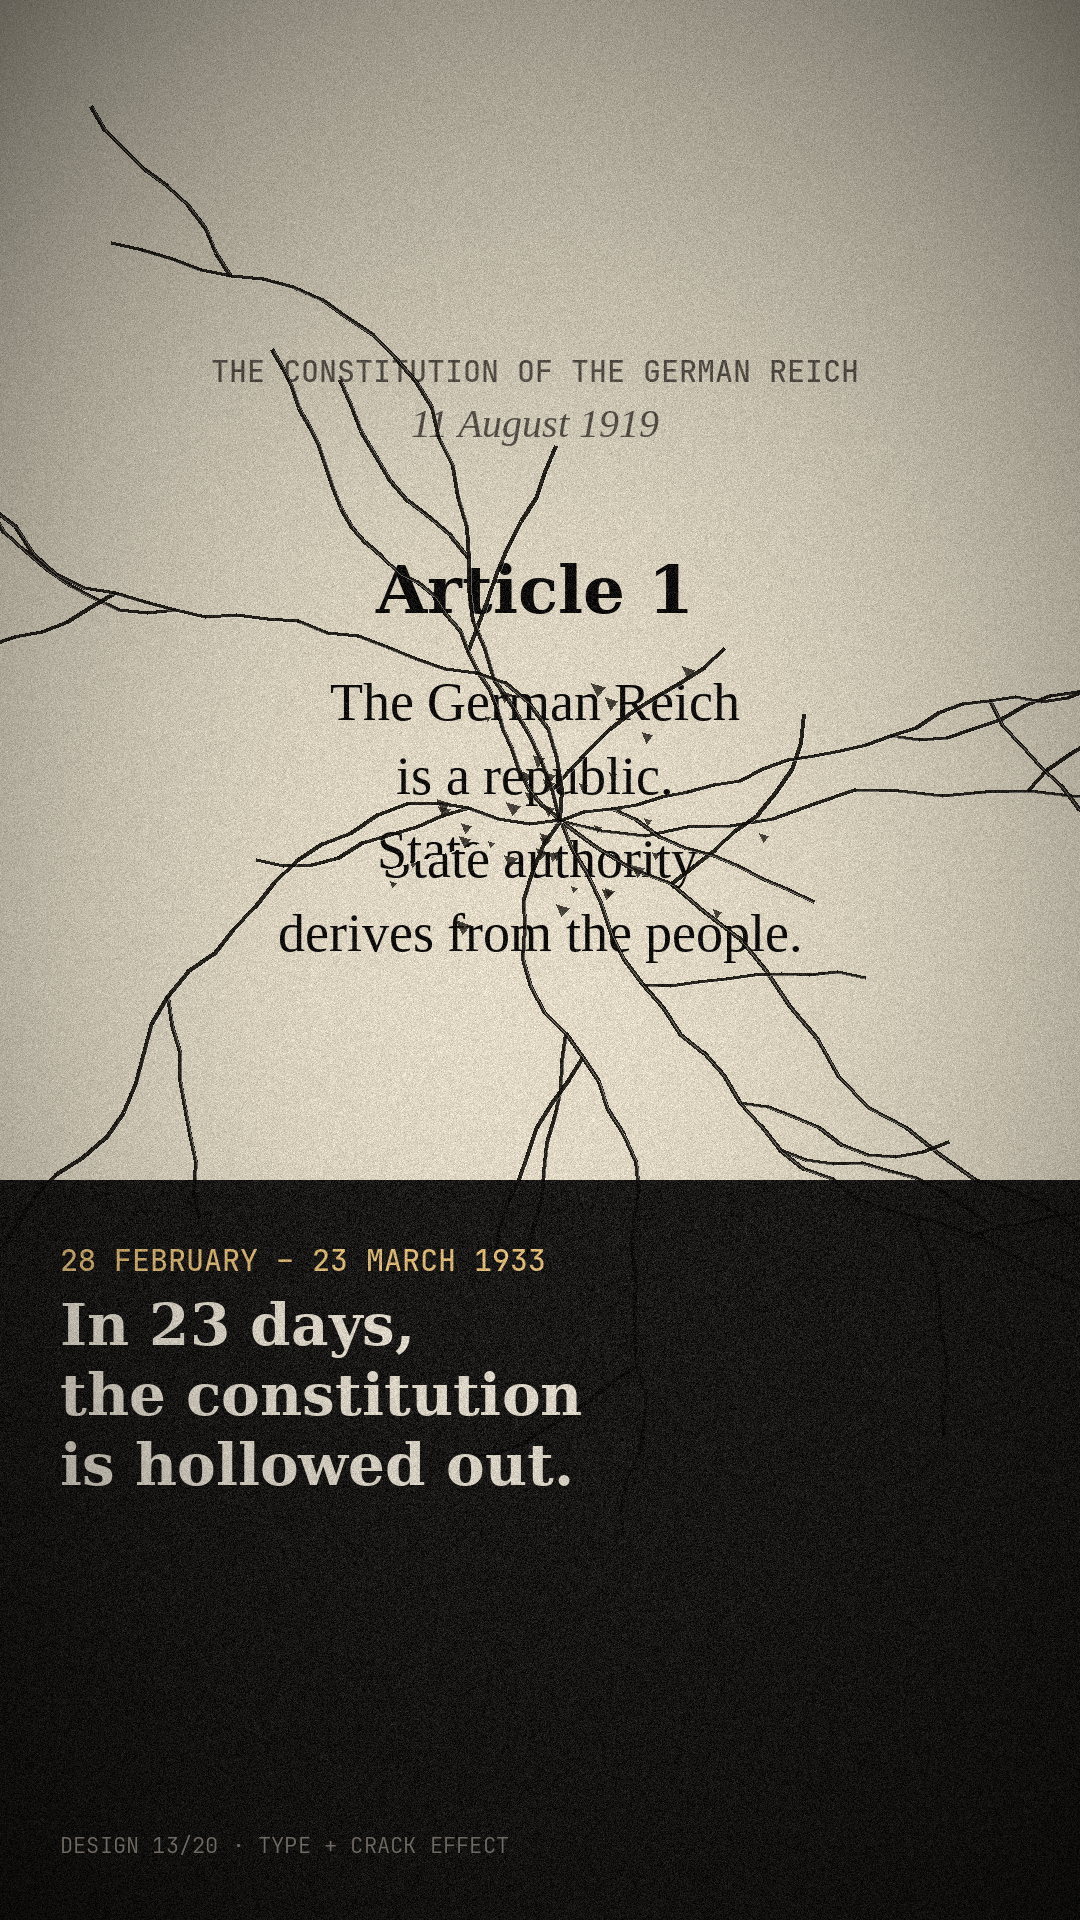 THE CONSTITUTION OF THE GERMAN REICH
11 August 1919
Article 1
The German Reich
is a republic.
State authority
derives from the people.
28 FEBRUARY – 23 MARCH 1933
In 23 days,
the constitution
is hollowed out.
DESIGN 13/20 · TYPE + CRACK EFFECT